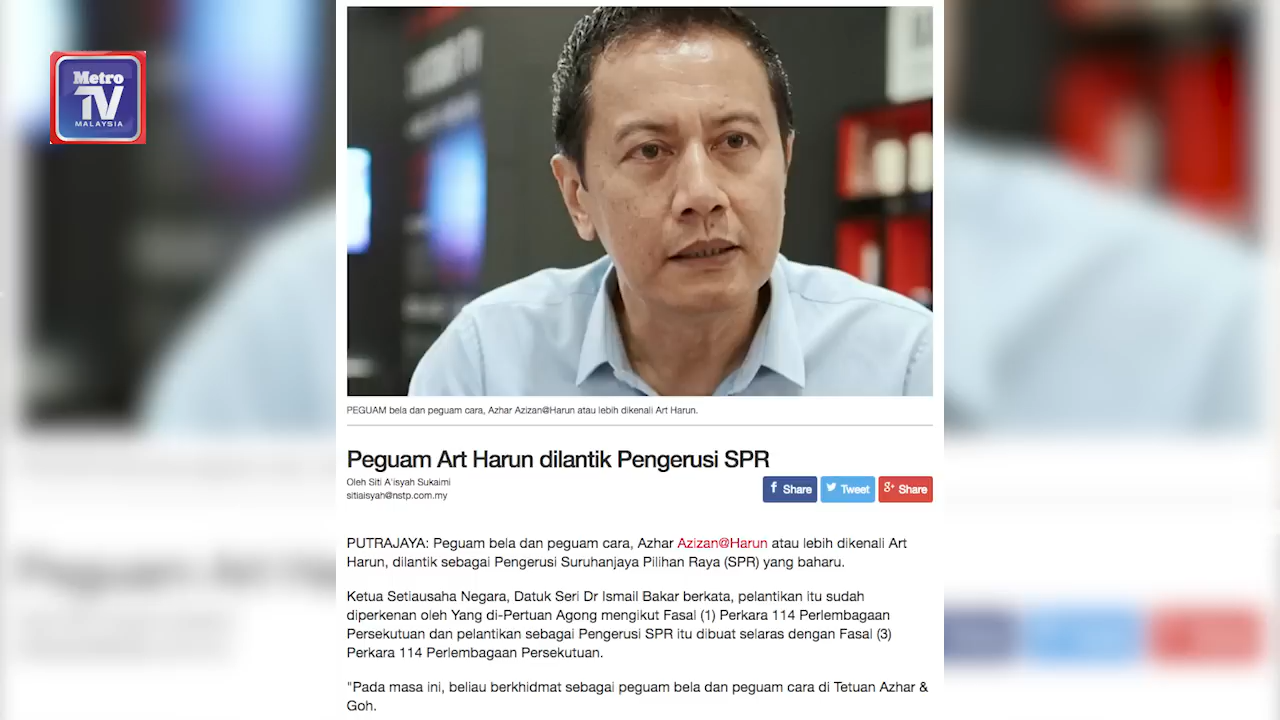 Metro
TV
MALAYSIA
PEGUAM bela dan peguam cara, Azhar Azizan@Harun atau lebih dikenali Art Harun.
Peguam Art Harun dilantik Pengerusi SPR
Oleh Siti A'isyah Sukaimi
sitiaisyah@nstp.com.my
Share Tweet Share
PUTRAJAYA: Peguam bela dan peguam cara, Azhar Azizan@Harun atau lebih dikenali Art
Harun, dilantik sebagai Pengerusi Suruhanjaya Pilihan Raya (SPR) yang baharu.
Ketua Setiausaha Negara, Datuk Seri Dr Ismail Bakar berkata, pelantikan itu sudah
diperkenan oleh Yang di-Pertuan Agong mengikut Fasal (1) Perkara 114 Perlembagaan
Persekutuan dan pelantikan sebagai Pengerusi SPR itu dibuat selaras dengan Fasal (3)
Perkara 114 Perlembagaan Persekutuan.
"Pada masa ini, beliau berkhidmat sebagai peguam bela dan peguam cara di Tetuan Azhar &
Goh.